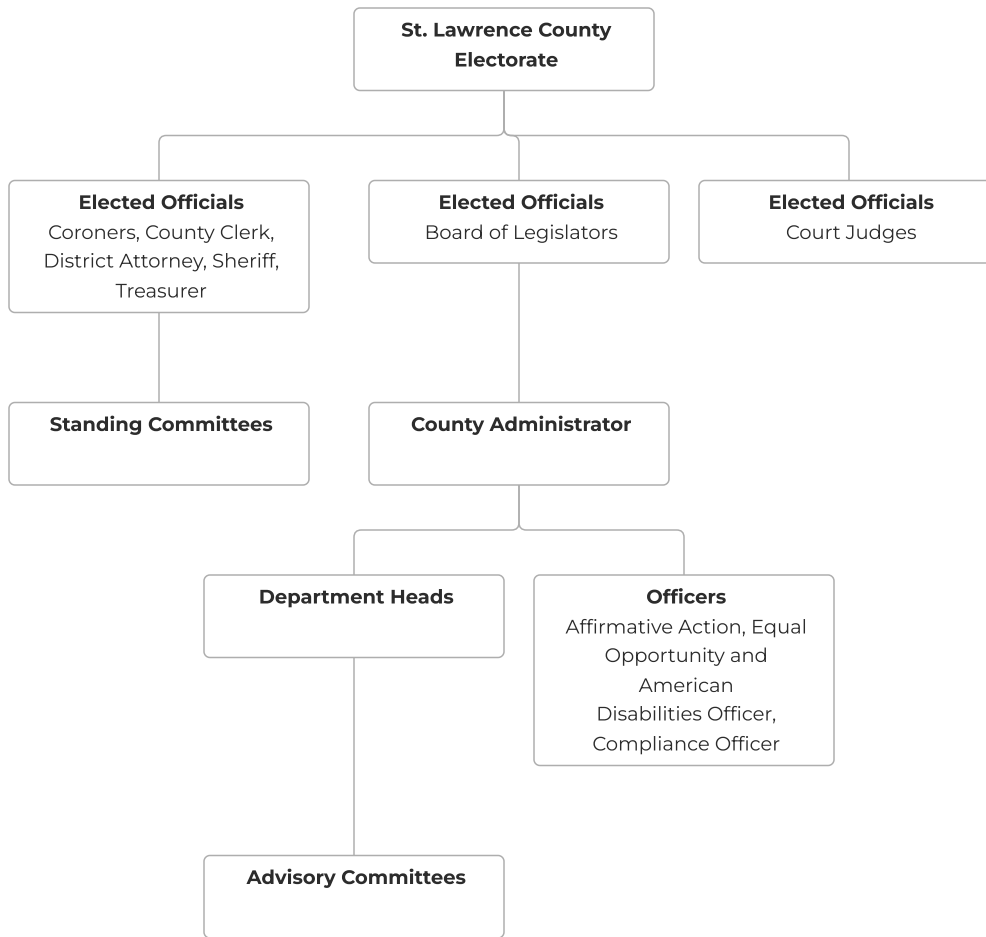 St. Lawrence County
Electorate
Elected Officials
Coroners, County Clerk,
District Attorney, Sheriff,
Treasurer
Elected Officials
Board of Legislators
Elected Officials
Court Judges
Standing Committees
County Administrator
Department Heads
Officers
Affirmative Action, Equal
Opportunity and
American
Disabilities Officer,
Compliance Officer
Advisory Committees